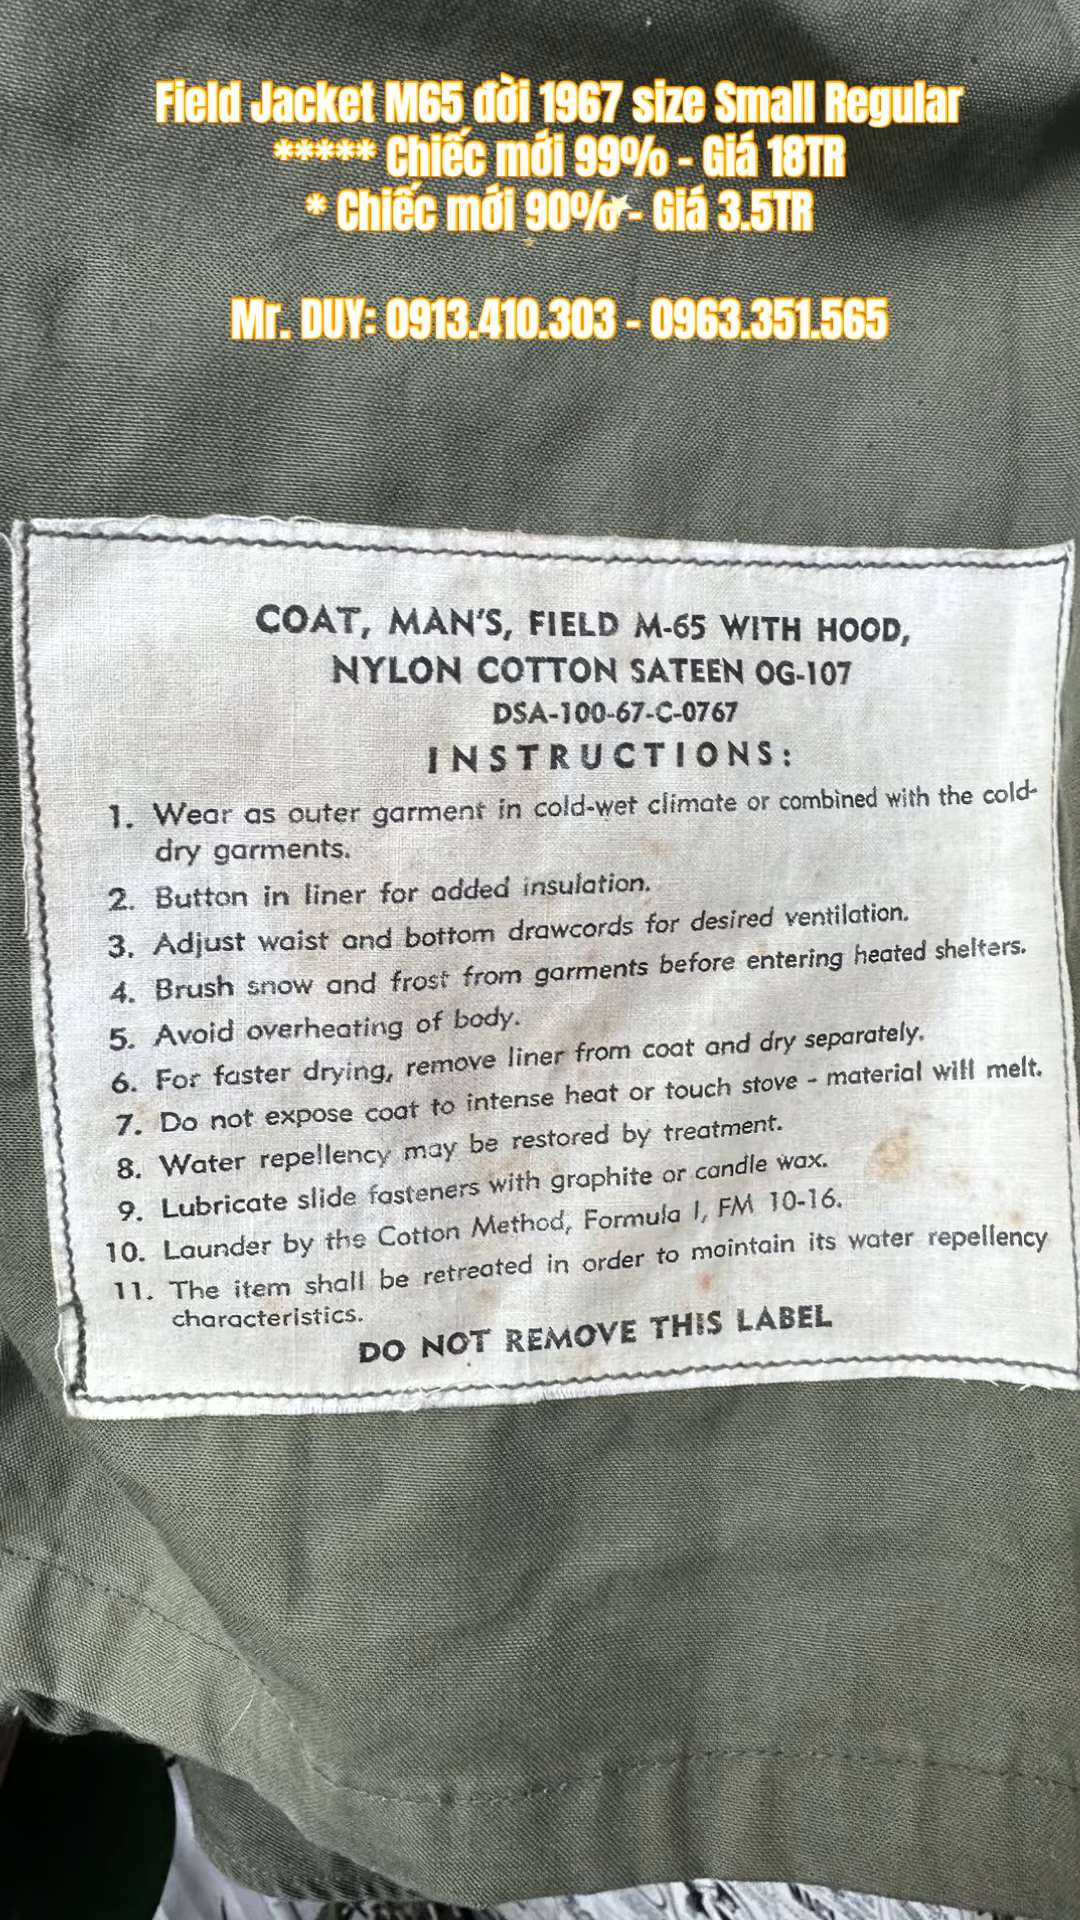 Field Jacket M65 đời 1967 size Small Regular
***** Chiếc mới 99% - Giá 18TR
* Chiếc mới 90% - Giá 3.5TR
Mr. DUY: 0913.410.303 - 0963.351.565
COAT, MAN'S, FIELD M-65 WITH HOOD,
NYLON COTTON SATEEN OG-107
DSA-100-67-C-0767
INSTRUCTIONS:
1. Wear as outer garment in cold-wet climate or combined with the cold-
dry garments.
2. Button in liner for added insulation.
3. Adjust waist and bottom drawcords for desired ventilation.
4. Brush snow and frost from garments before entering heated shelters.
5. Avoid overheating of body.
6. For faster drying, remove liner from coat and dry separately.
7. Do not expose coat to intense heat or touch stove - material will melt.
8. Water repellency may be restored by treatment.
9. Lubricate slide fasteners with graphite or candle wax.
10. Launder by the Cotton Method, Formula I, FM 10-16.
11. The item shall be retreated in order to maintain its water repellency
characteristics.
DO NOT REMOVE THIS LABEL